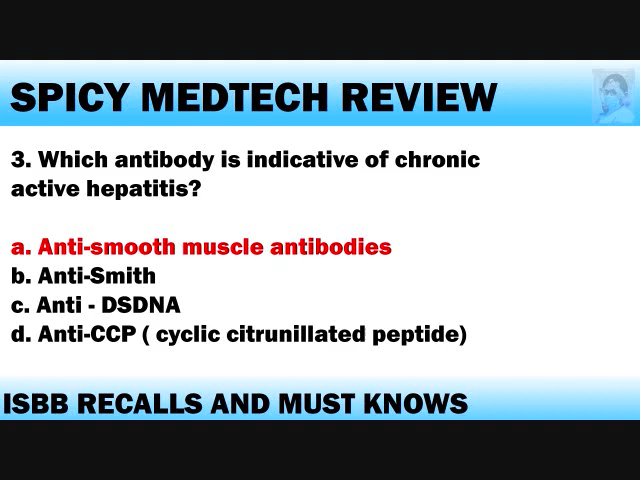 SPICY MEDTECH REVIEW
3. Which antibody is indicative of chronic
active hepatitis?
a. Anti-smooth muscle antibodies
b. Anti-Smith
c. Anti - DSDNA
d. Anti-CCP ( cyclic citrunillated peptide)
ISBB RECALLS AND MUST KNOWS